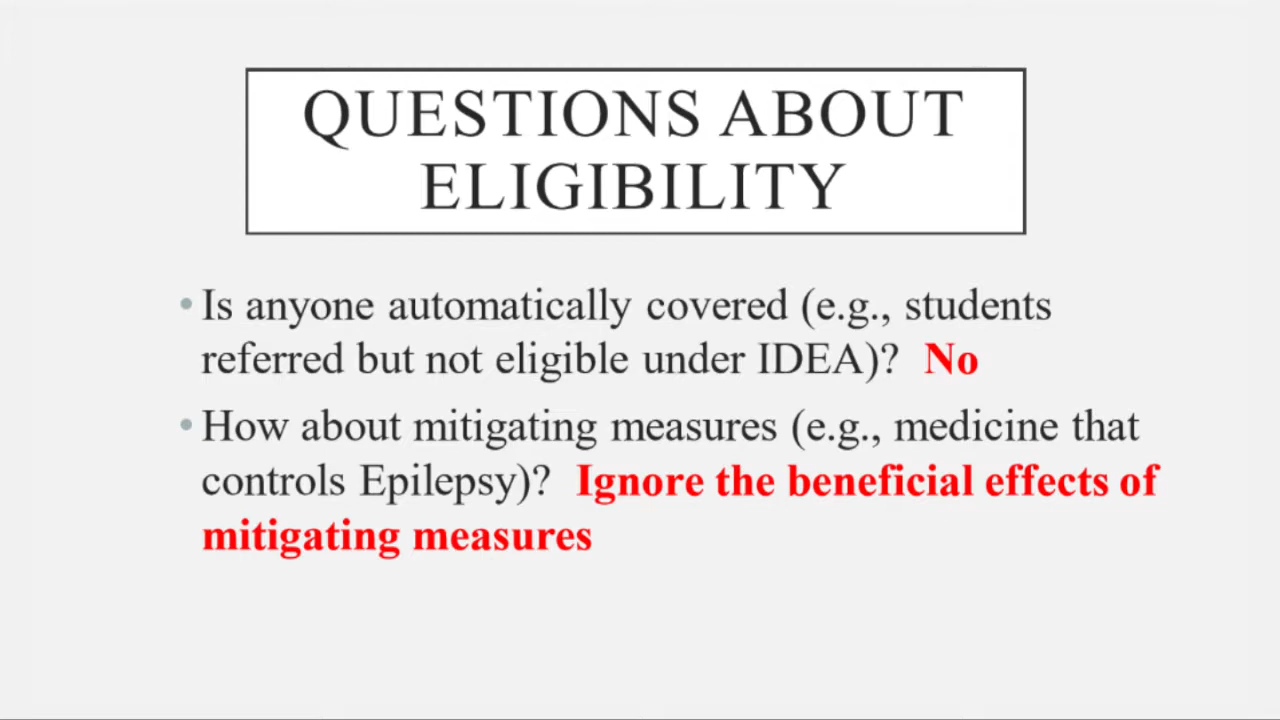 QUESTIONS ABOUT
ELIGIBILITY
• Is anyone automatically covered (e.g., students
referred but not eligible under IDEA)? No
• How about mitigating measures (e.g., medicine that
controls Epilepsy)? Ignore the beneficial effects of
mitigating measures